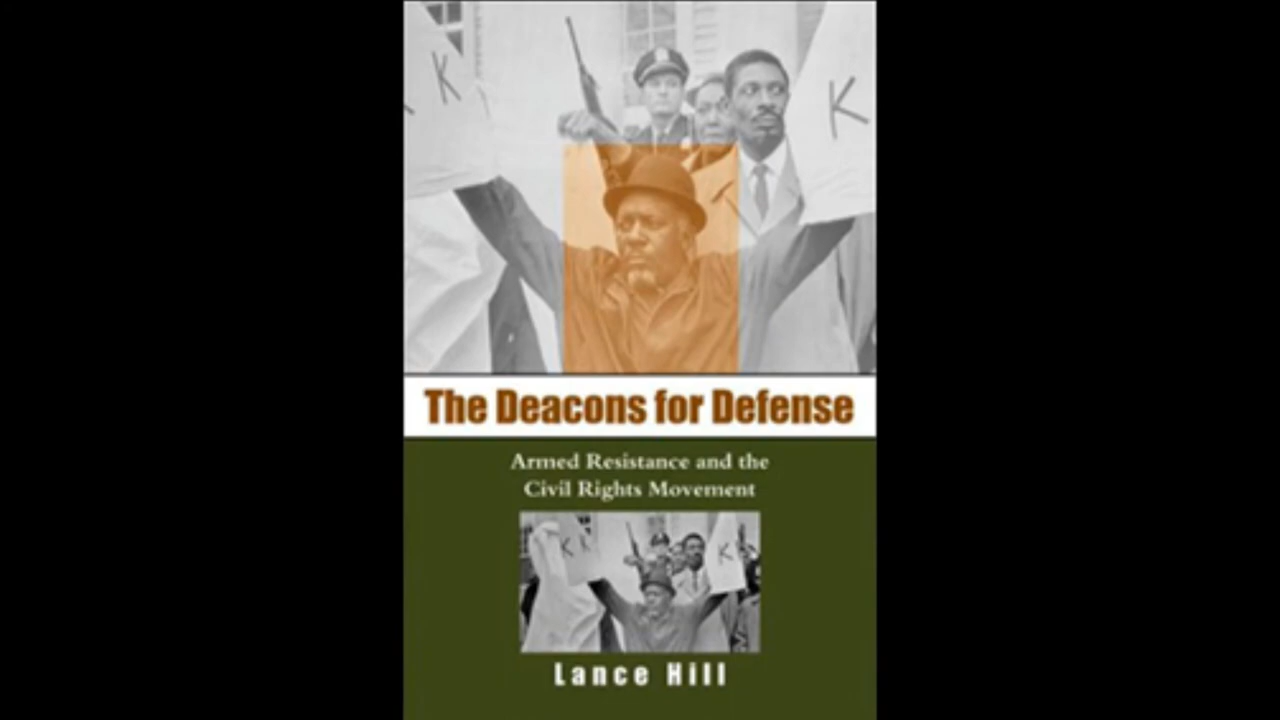 K
K
The Deacons for Defense
Armed Resistance and the
Civil Rights Movement
K K
K
Lance Hill